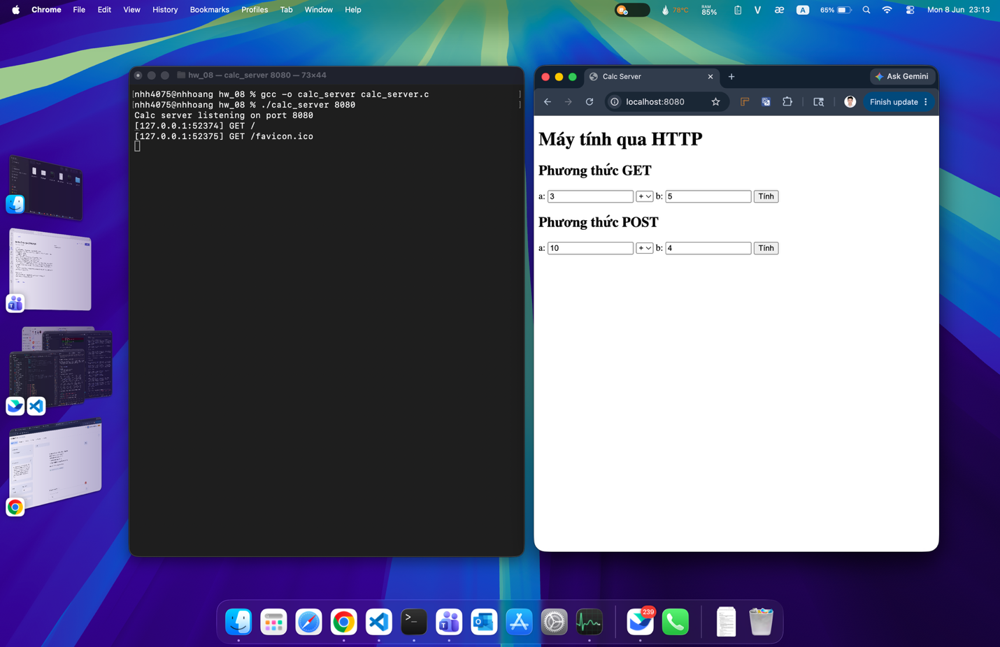 Chrome File Edit View History Bookmarks Profiles Tab Window Help
78°C RAM 85% V æ A 65% Mon 8 Jun 23:13
hw_08 — calc_server 8080 — 73×44
[nhh4075@nhhoang hw_08 % gcc -o calc_server calc_server.c ]
[nhh4075@nhhoang hw_08 % ./calc_server 8080 ]
Calc server listening on port 8080
[127.0.0.1:52374] GET /
[127.0.0.1:52375] GET /favicon.ico
Calc Server
Ask Gemini
localhost:8080
Finish update
Máy tính qua HTTP
Phương thức GET
a: 3 + b: 5 Tính
Phương thức POST
a: 10 + b: 4 Tính
239